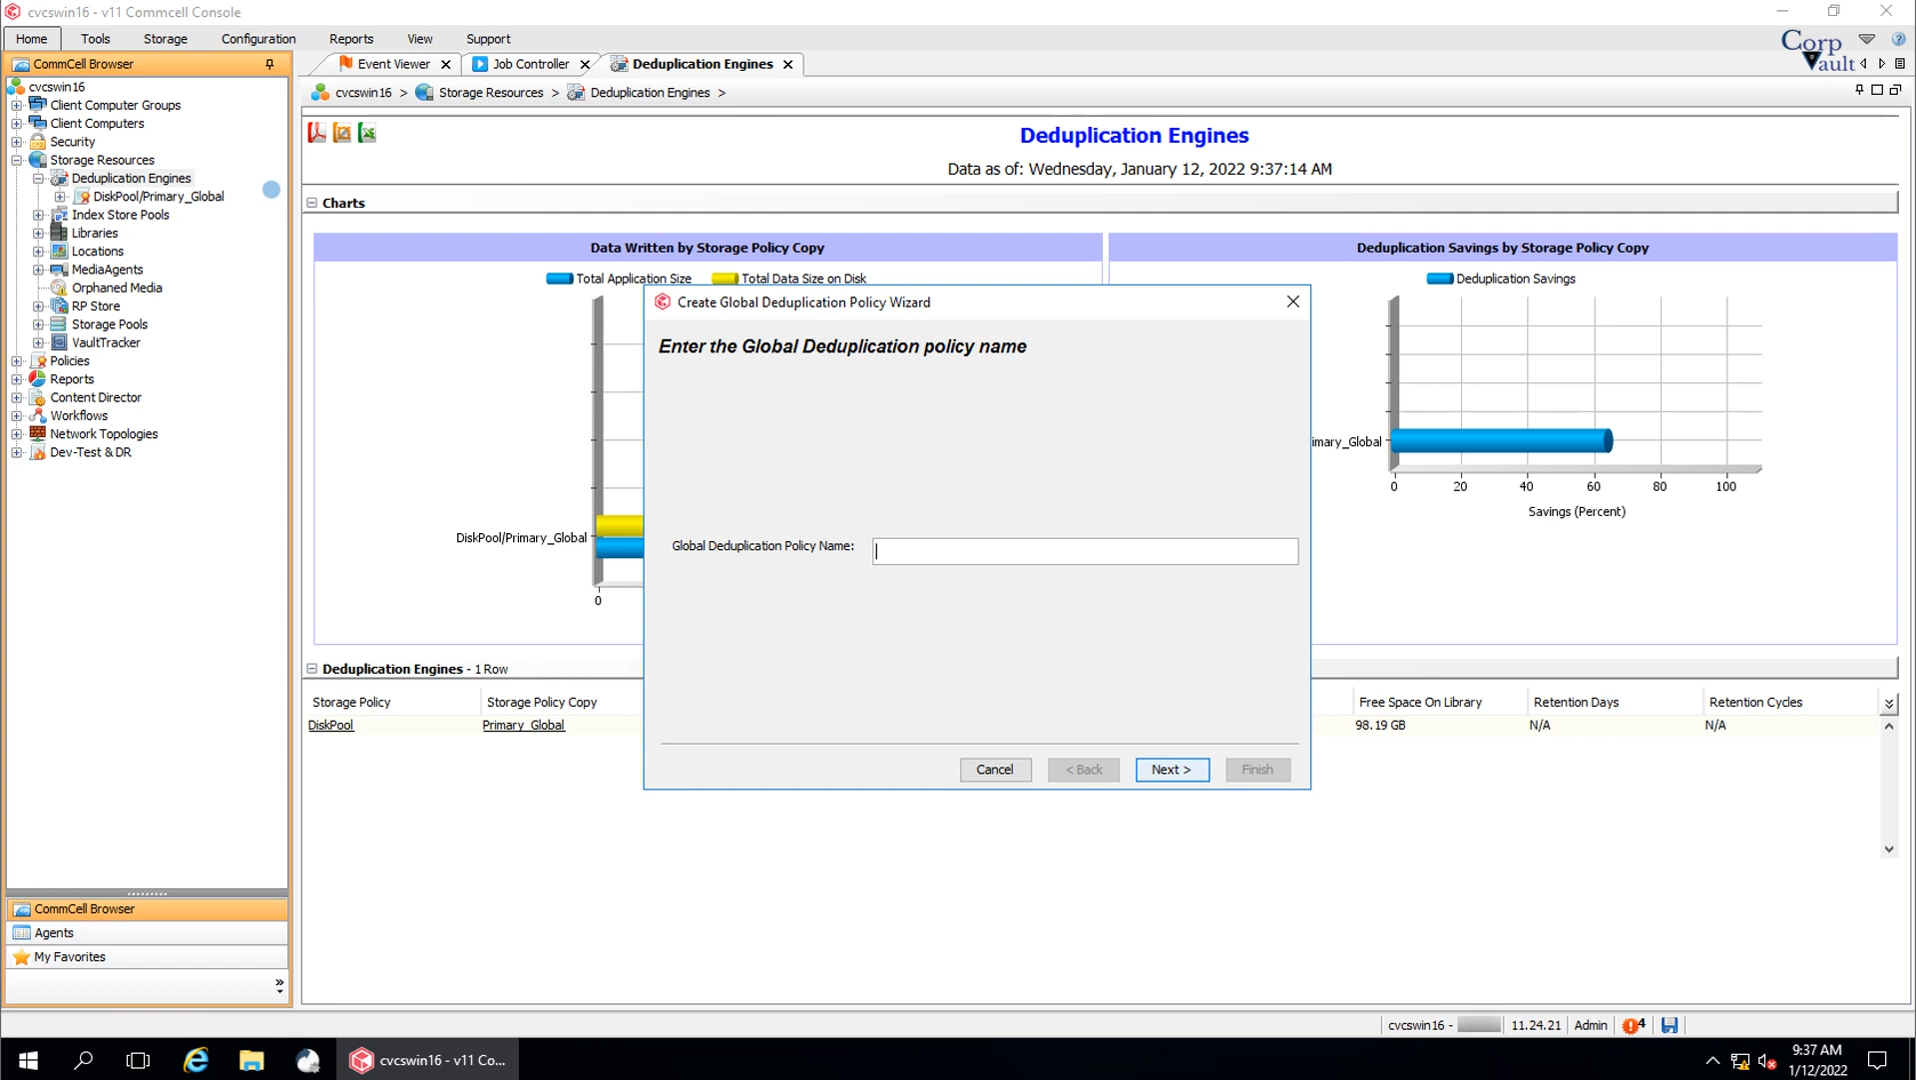 cvcswin16 - v11 Commcell Console
Home Tools Storage Configuration Reports View Support
Corp Vault
CommCell Browser
Event Viewer Job Controller Deduplication Engines
cvcswin16 > Storage Resources > Deduplication Engines >
cvcswin16
Client Computer Groups
Client Computers
Security
Storage Resources
Deduplication Engines
DiskPool/Primary_Global
Index Store Pools
Libraries
Locations
MediaAgents
Orphaned Media
RP Store
Storage Pools
VaultTracker
Policies
Reports
Content Director
Workflows
Network Topologies
Dev-Test & DR
CommCell Browser
Agents
My Favorites
Deduplication Engines
Data as of: Wednesday, January 12, 2022 9:37:14 AM
Charts
Data Written by Storage Policy Copy
Total Application Size Total Data Size on Disk
DiskPool/Primary_Global
0
Deduplication Savings by Storage Policy Copy
Deduplication Savings
imary_Global
0 20 40 60 80 100
Savings (Percent)
Create Global Deduplication Policy Wizard
Enter the Global Deduplication policy name
Global Deduplication Policy Name:
Cancel < Back Next > Finish
Deduplication Engines - 1 Row
Storage Policy Storage Policy Copy Free Space On Library Retention Days Retention Cycles
DiskPool Primary_Global 98.19 GB N/A N/A
cvcswin16 - 11.24.21 Admin 4
cvcswin16 - v11 Co...
9:37 AM
1/12/2022